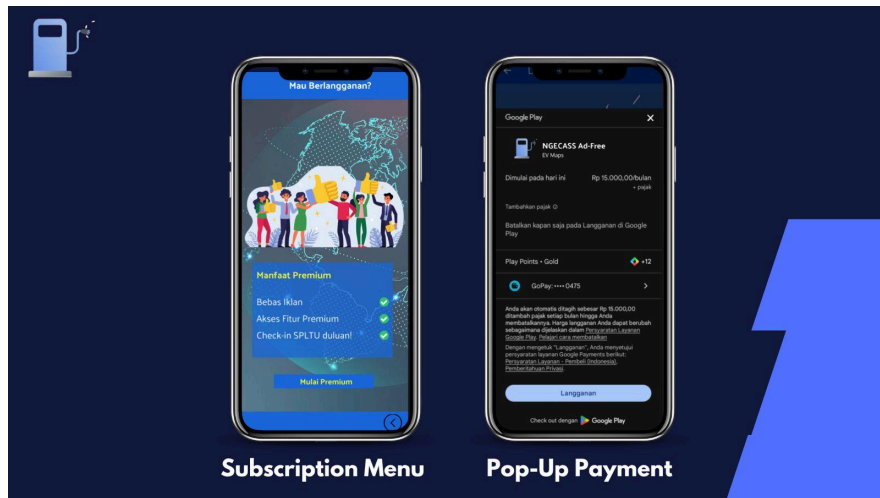 Mau Berlangganan?
Manfaat Premium
Bebas Iklan
Akses Fitur Premium
Check-in SPLTU duluan!
Mulai Premium
Subscription Menu
Google Play
NGECASS Ad-Free
EV Maps
Dimulai pada hari ini Rp 15.000,00/bulan
+ pajak
Tambahkan pajak
Batalkan kapan saja pada Langganan di Google
Play
Play Points • Gold +12
GoPay: •••• 0475
Anda akan otomatis ditagih sebesar Rp 15.000,00
ditambah pajak setiap bulan hingga Anda
membatalkannya. Harga langganan Anda dapat berubah
sebagaimana dijelaskan dalam Persyaratan Layanan
Google Play. Pelajari cara membatalkan
Dengan mengetuk "Langganan", Anda menyetujui
persyaratan layanan Google Payments berikut:
Persyaratan Layanan - Pembeli (Indonesia),
Pemberitahuan Privasi.
Langganan
Check out dengan Google Play
Pop-Up Payment